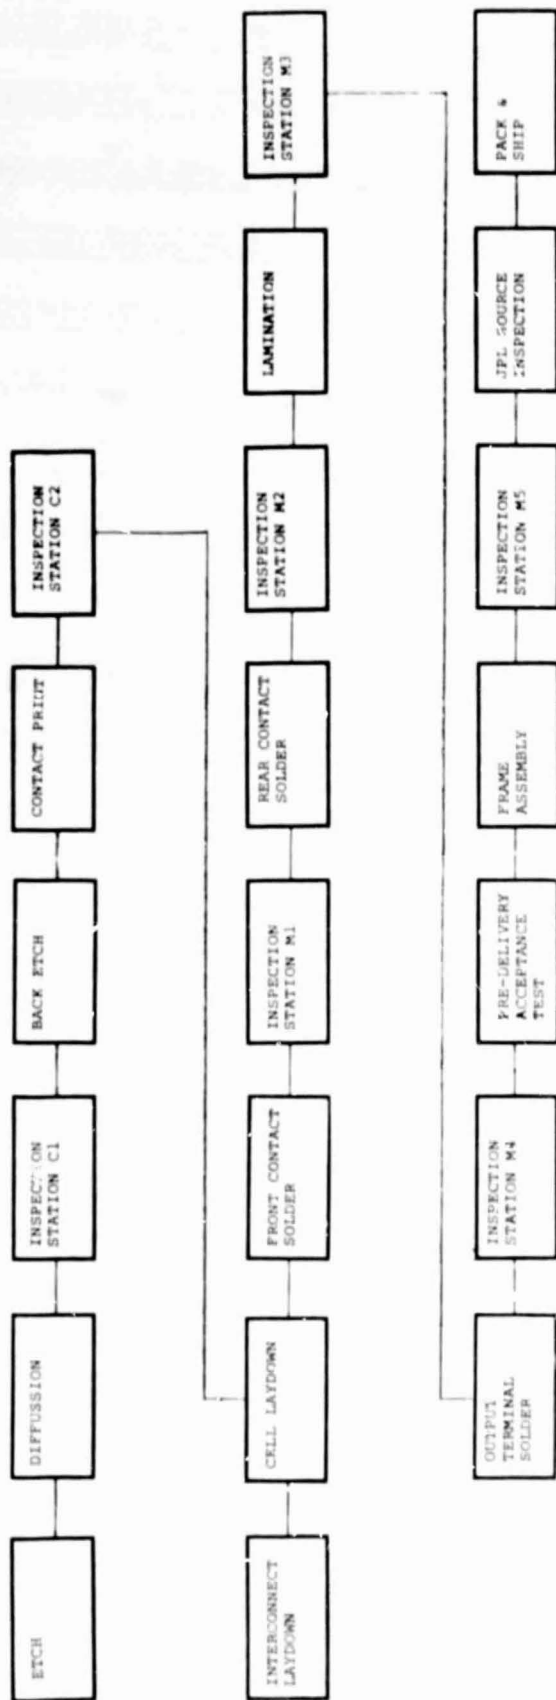 ETCH
DIFFUSSION
INSPECTION
STATION C1
BACK ETCH
CONTACT PRINT
INSPECTION
STATION C2
INTERCONNECT
LAYDOWN
CELL LAYDOWN
FRONT CONTACT
SOLDER
INSPECTION
STATION M1
REAR CONTACT
SOLDER
INSPECTION
STATION M2
LAMINATION
INSPECTION
STATION M3
OUTPUT
TERMINAL
SOLDER
INSPECTION
STATION M4
PRE-DELIVERY
ACCEPTANCE
TEST
FRAME
ASSEMBLY
INSPECTION
STATION M5
JPL SOURCE
INSPECTION
PACK &
SHIP